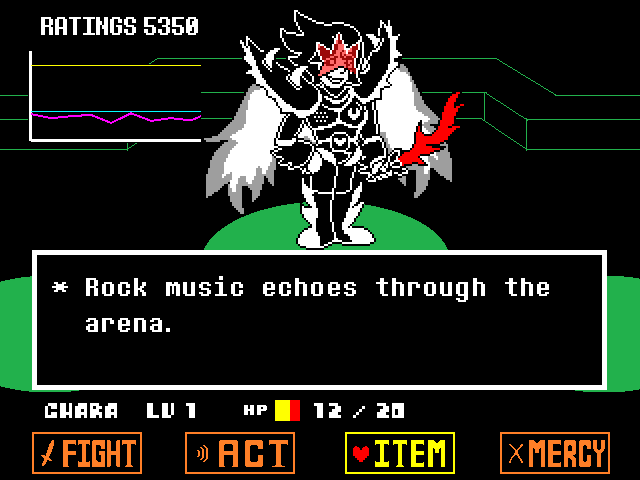 RATINGS 5350
* Rock music echoes through the
arena.
CHARA LV 1 HP 12 / 20
FIGHT ACT ITEM MERCY